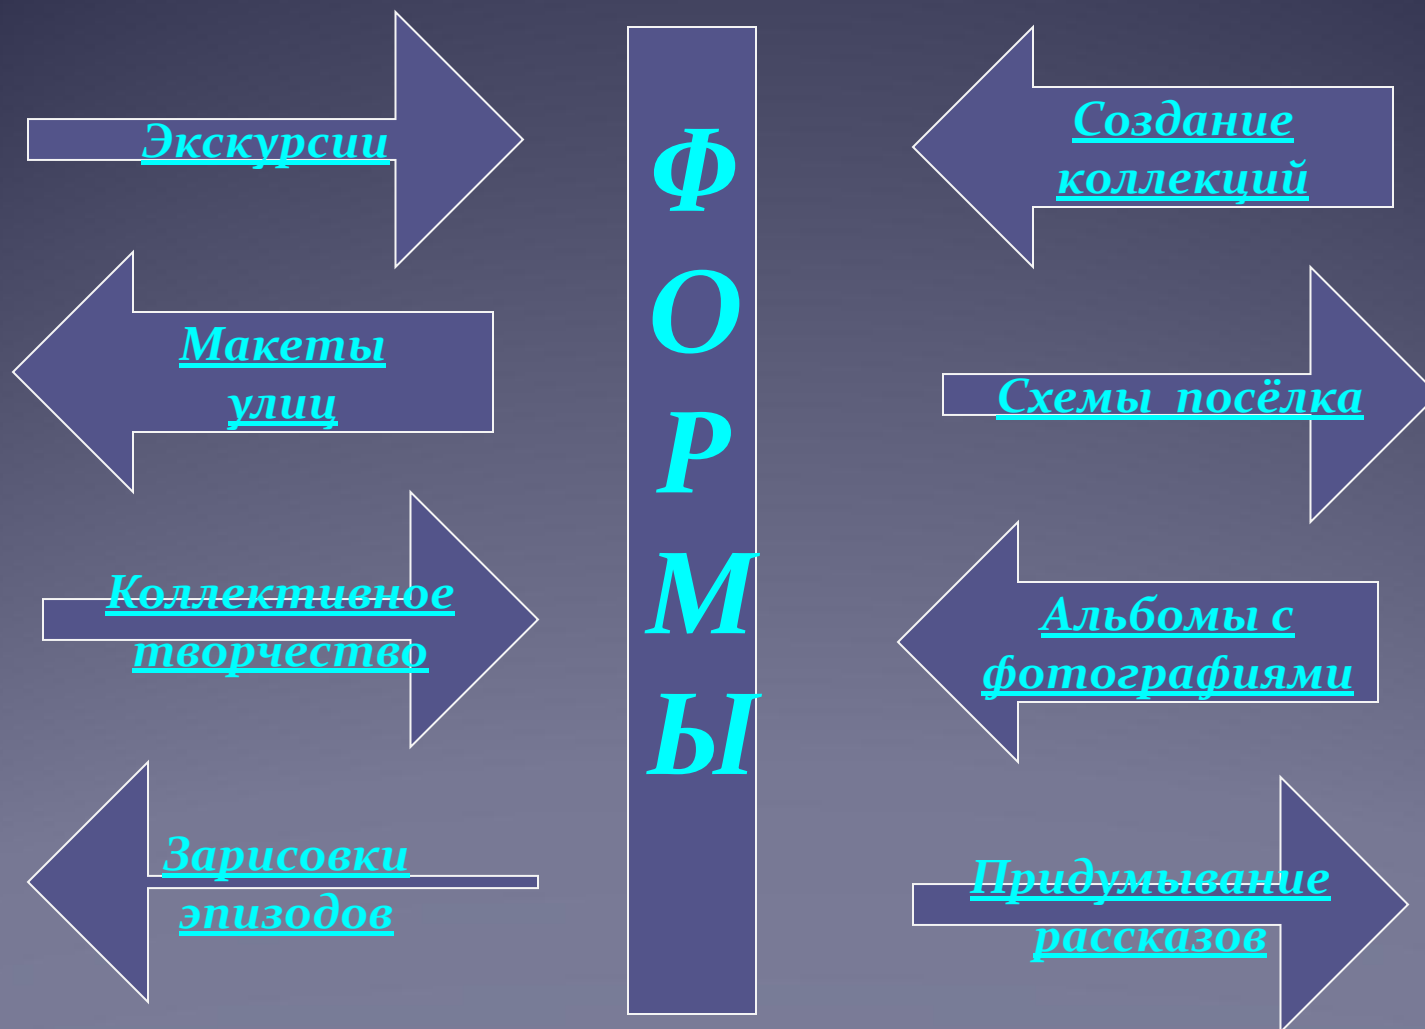 Экскурсии
Макеты
улиц
Коллективное
творчество
Зарисовки
эпизодов
Ф
О
Р
М
Ы
Создание
коллекций
Схемы посёлка
Альбомы с
фотографиями
Придумывание
рассказов